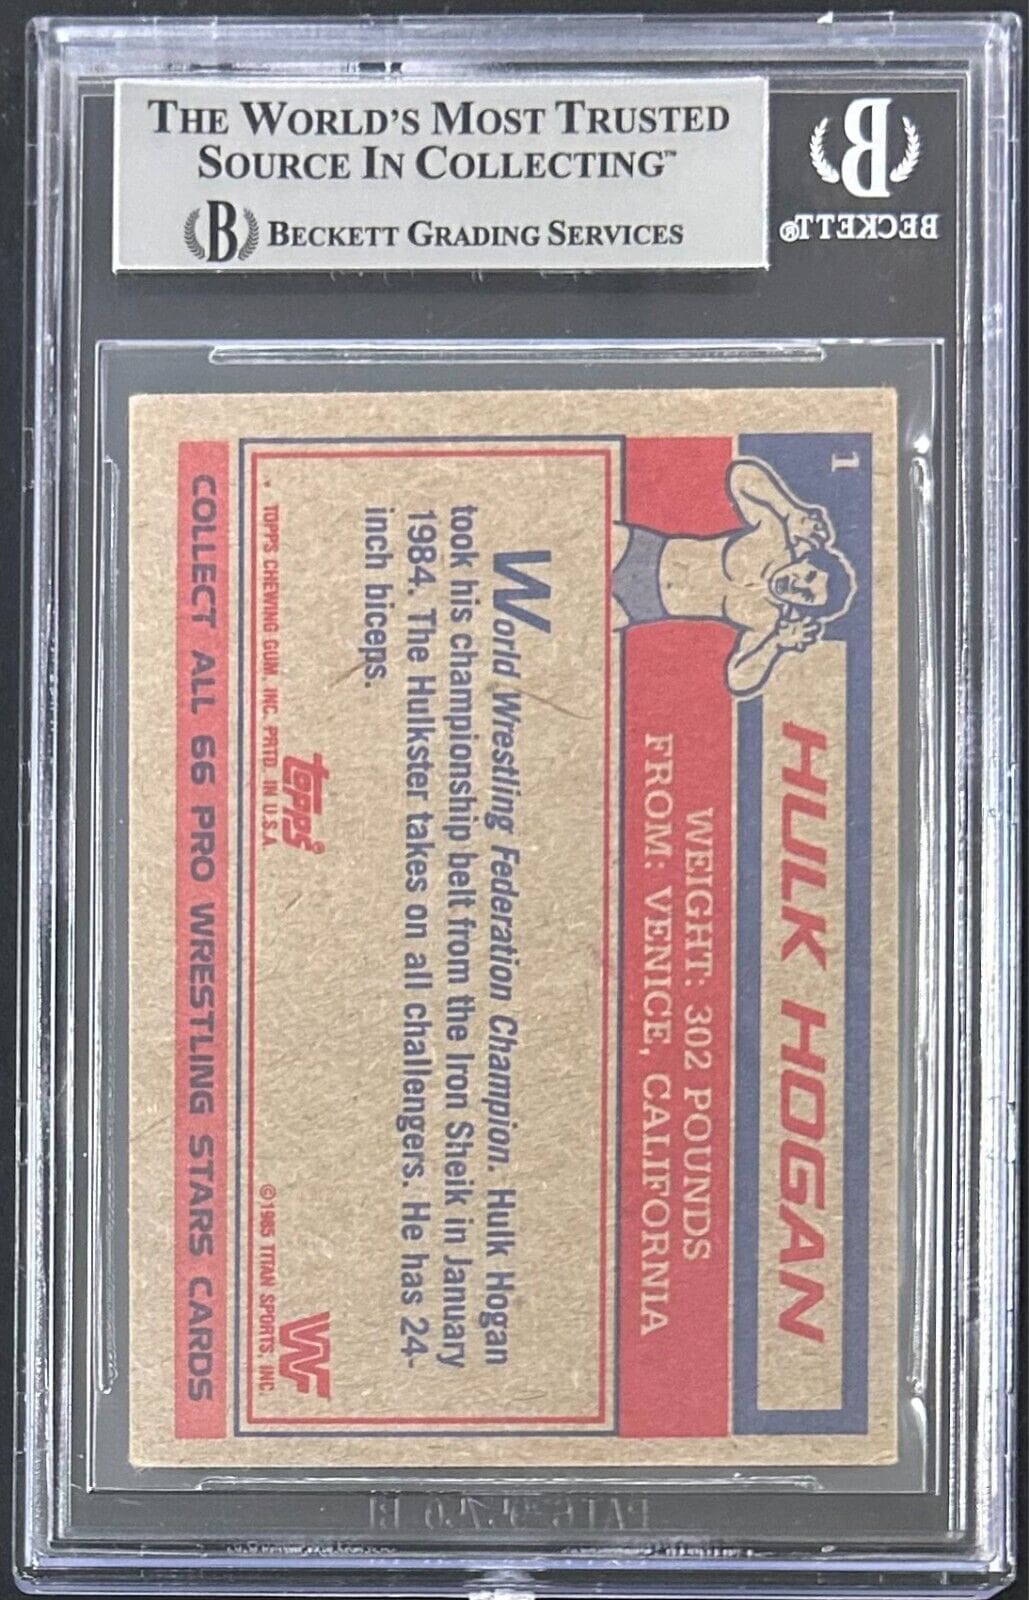 THE WORLD'S MOST TRUSTED
SOURCE IN COLLECTING™
B BECKETT GRADING SERVICES
B
BECKETT®
1
HULK HOGAN
WEIGHT: 302 POUNDS
FROM: VENICE, CALIFORNIA
World Wrestling Federation Champion. Hulk Hogan
took his championship belt from the Iron Sheik in January
1984. The Hulkster takes on all challengers. He has 24-
inch biceps.
topps®
W
TOPPS CHEWING GUM, INC. PRTD. IN U.S.A.
©1985 TITAN SPORTS, INC.
COLLECT ALL 66 PRO WRESTLING STARS CARDS